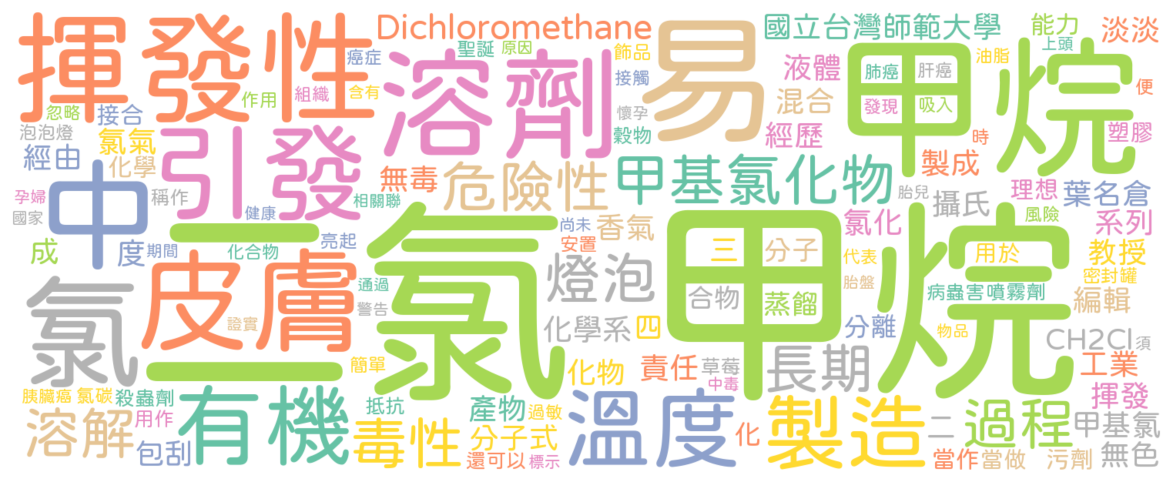 揮發性
Dichloromethane
國立台灣師範大學
能力
淡淡
上頭
聖誕
原因
飾品
油脂
癌症
溶劑
易
甲烷
液體
肺癌
肝癌
接觸
作用
組織
含有
混合
發現
吸入
便
忽略
接合
懷孕
穀物
經歷
塑膠
時
泡泡燈
氯氣
引發
經由
化學
中
無毒
危險性
甲基氯化物
製成
胎兒
理想
葉名倉
孕婦
稱作
相關聯
國家
健康
攝氏
風險
氯化
系列
尚未
香氣
安置
成
度
期間
化合物
亮起
二氯甲烷
三
分子
代表
用於
教授
密封罐
氯
皮膚
通過
警告
燈泡
合物
蒸餾
胎盤
病蟲害噴霧劑
編輯
證實
化學系
四
分離
物品
CH2Cl
須
一
簡單
化物
責任
草莓
中毒
長期
工業
胰臟癌
氦碳
殺蟲劑
有機
抵抗
產物
過敏
溫度
製造
揮發
溶解
用作
毒性
分子式
化
二
過程
甲基氯
包刮
還可以
標示
當作
當做
污劑
無色